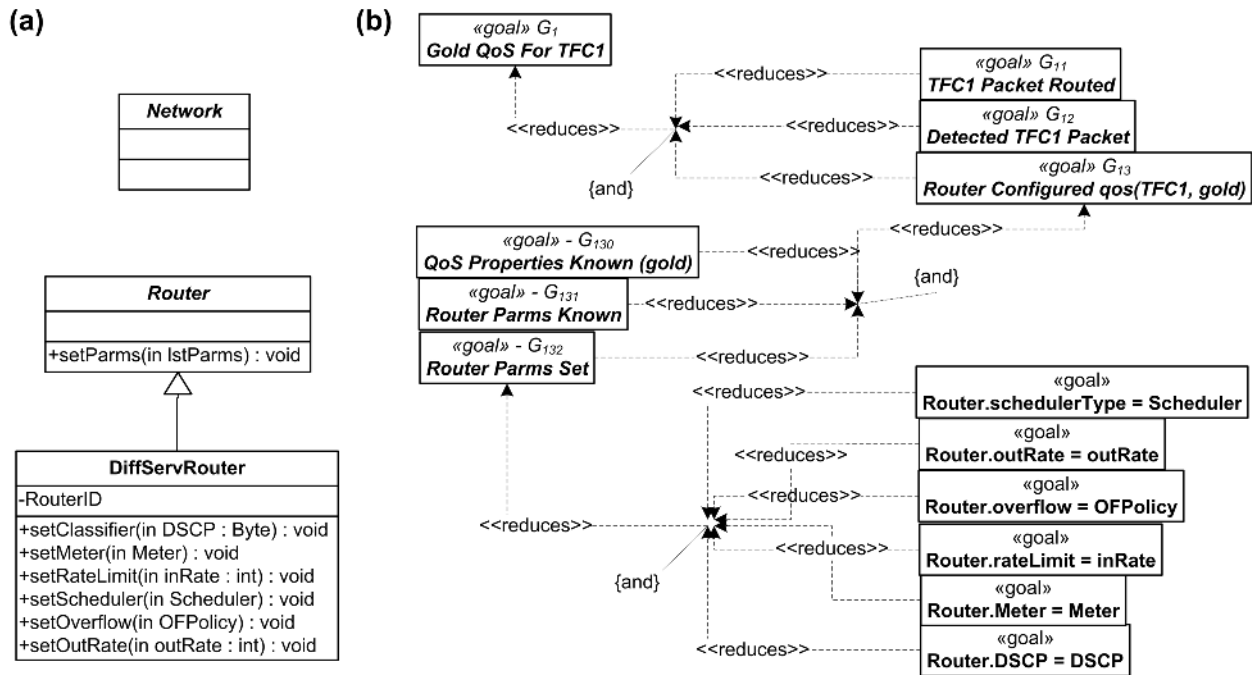 (a)
Network
Router
+setParms(in lstParms) : void
DiffServRouter
-RouterID
+setClassifier(in DSCP : Byte) : void
+setMeter(in Meter) : void
+setRateLimit(in inRate : int) : void
+setScheduler(in Scheduler) : void
+setOverflow(in OFPolicy) : void
+setOutRate(in outRate : int) : void
(b)
«goal» G1
Gold QoS For TFC1
<<reduces>>
«goal» G11
TFC1 Packet Routed
<<reduces>>
<<reduces>>
«goal» G12
Detected TFC1 Packet
{and}
<<reduces>>
«goal» G13
Router Configured qos(TFC1, gold)
<<reduces>>
«goal» - G130
QoS Properties Known (gold)
<<reduces>>
{and}
«goal» - G131
Router Parms Known
<<reduces>>
«goal» - G132
Router Parms Set
<<reduces>>
<<reduces>>
«goal»
Router.schedulerType = Scheduler
<<reduces>>
«goal»
Router.outRate = outRate
<<reduces>>
«goal»
Router.overflow = OFPolicy
<<reduces>>
<<reduces>>
«goal»
Router.rateLimit = inRate
{and}
<<reduces>>
«goal»
Router.Meter = Meter
<<reduces>>
«goal»
Router.DSCP = DSCP